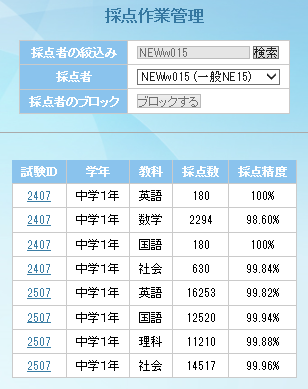 採点作業管理
採点者の絞込み NEWw015 検索
採点者 NEWw015 (一般NE15)
採点者のブロック ブロックする
試験ID 学年 教科 採点数 採点精度
2407 中学1年 英語 180 100%
2407 中学1年 数学 2294 98.60%
2407 中学1年 国語 180 100%
2407 中学1年 社会 630 99.84%
2507 中学1年 英語 16253 99.82%
2507 中学1年 国語 12520 99.94%
2507 中学1年 理科 11210 99.88%
2507 中学1年 社会 14517 99.96%